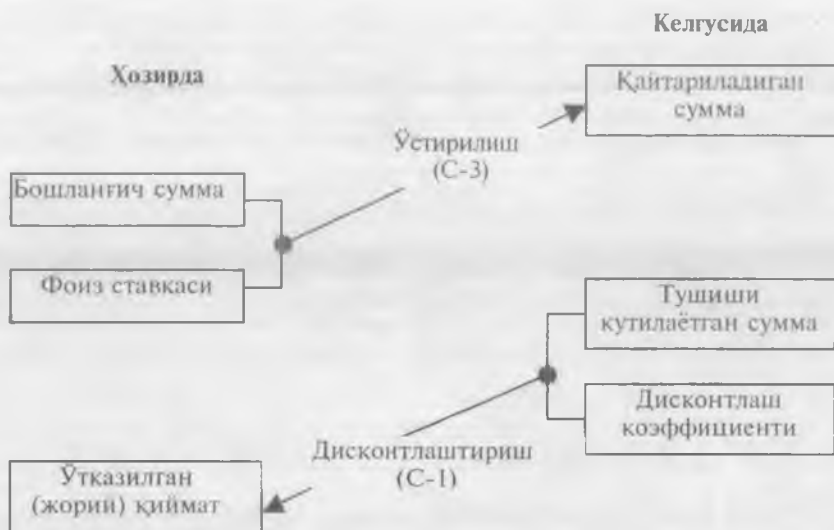 Келгусида
Ҳозирда
Қайтариладиган
сумма
Ўстирилиш
(С-3)
Бошланғич сумма
Фоиз ставкаси
Тушиши
кутилаётган сумма
Дисконтлаш
коэффициенти
Дисконтлаштириш
(С-1)
Ўтказилган
(жорий) қиймат